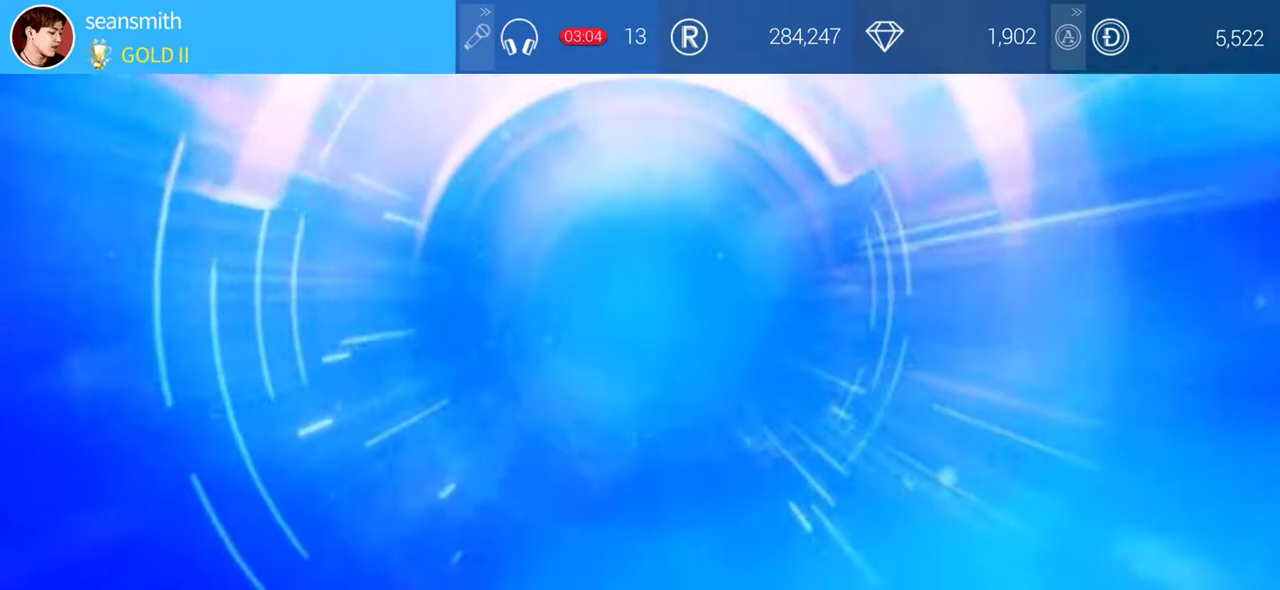 seansmith
GOLD II
03:04 13
R 284,247
1,902
A
Đ 5,522